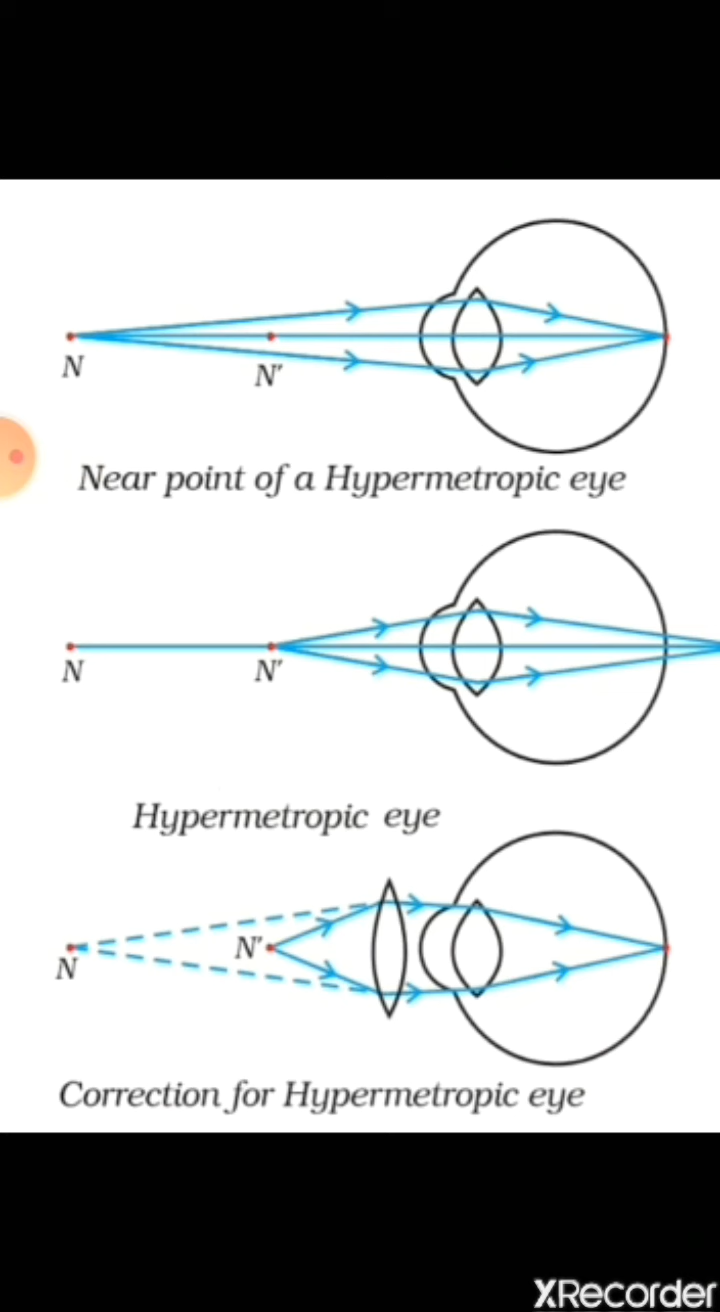 N
N'
Near point of a Hypermetropic eye
N
N'
Hypermetropic eye
N'
N
Correction for Hypermetropic eye
XRecorder